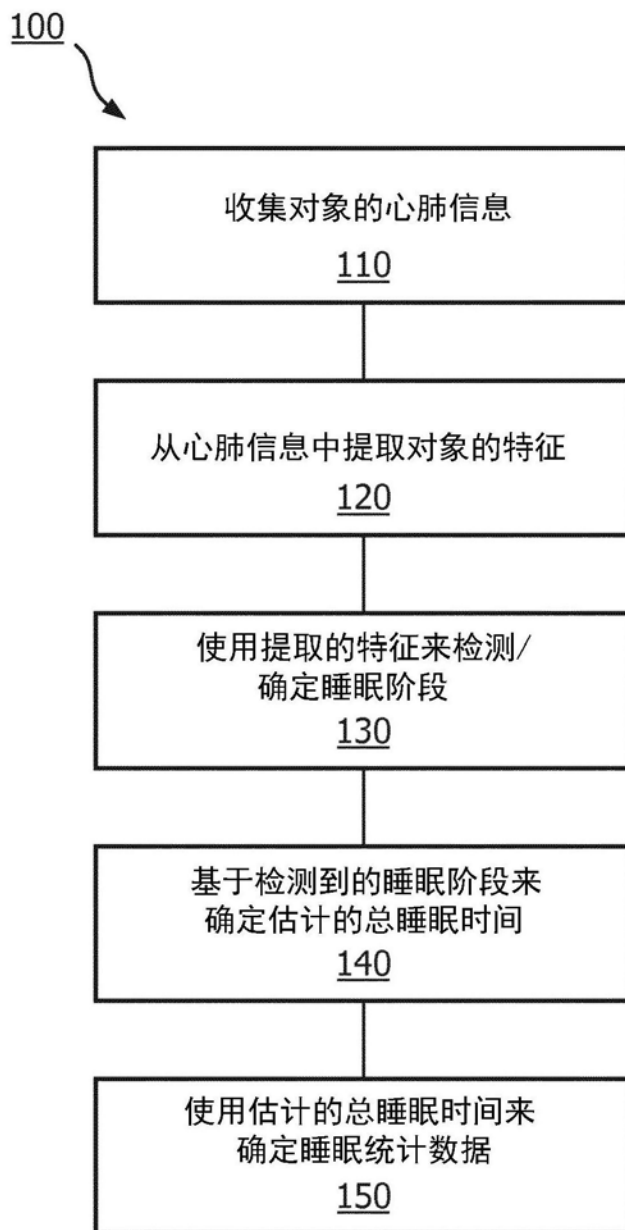 100
收集对象的心肺信息
110
从心肺信息中提取对象的特征
120
使用提取的特征来检测/
确定睡眠阶段
130
基于检测到的睡眠阶段来
确定估计的总睡眠时间
140
使用估计的总睡眠时间来
确定睡眠统计数据
150